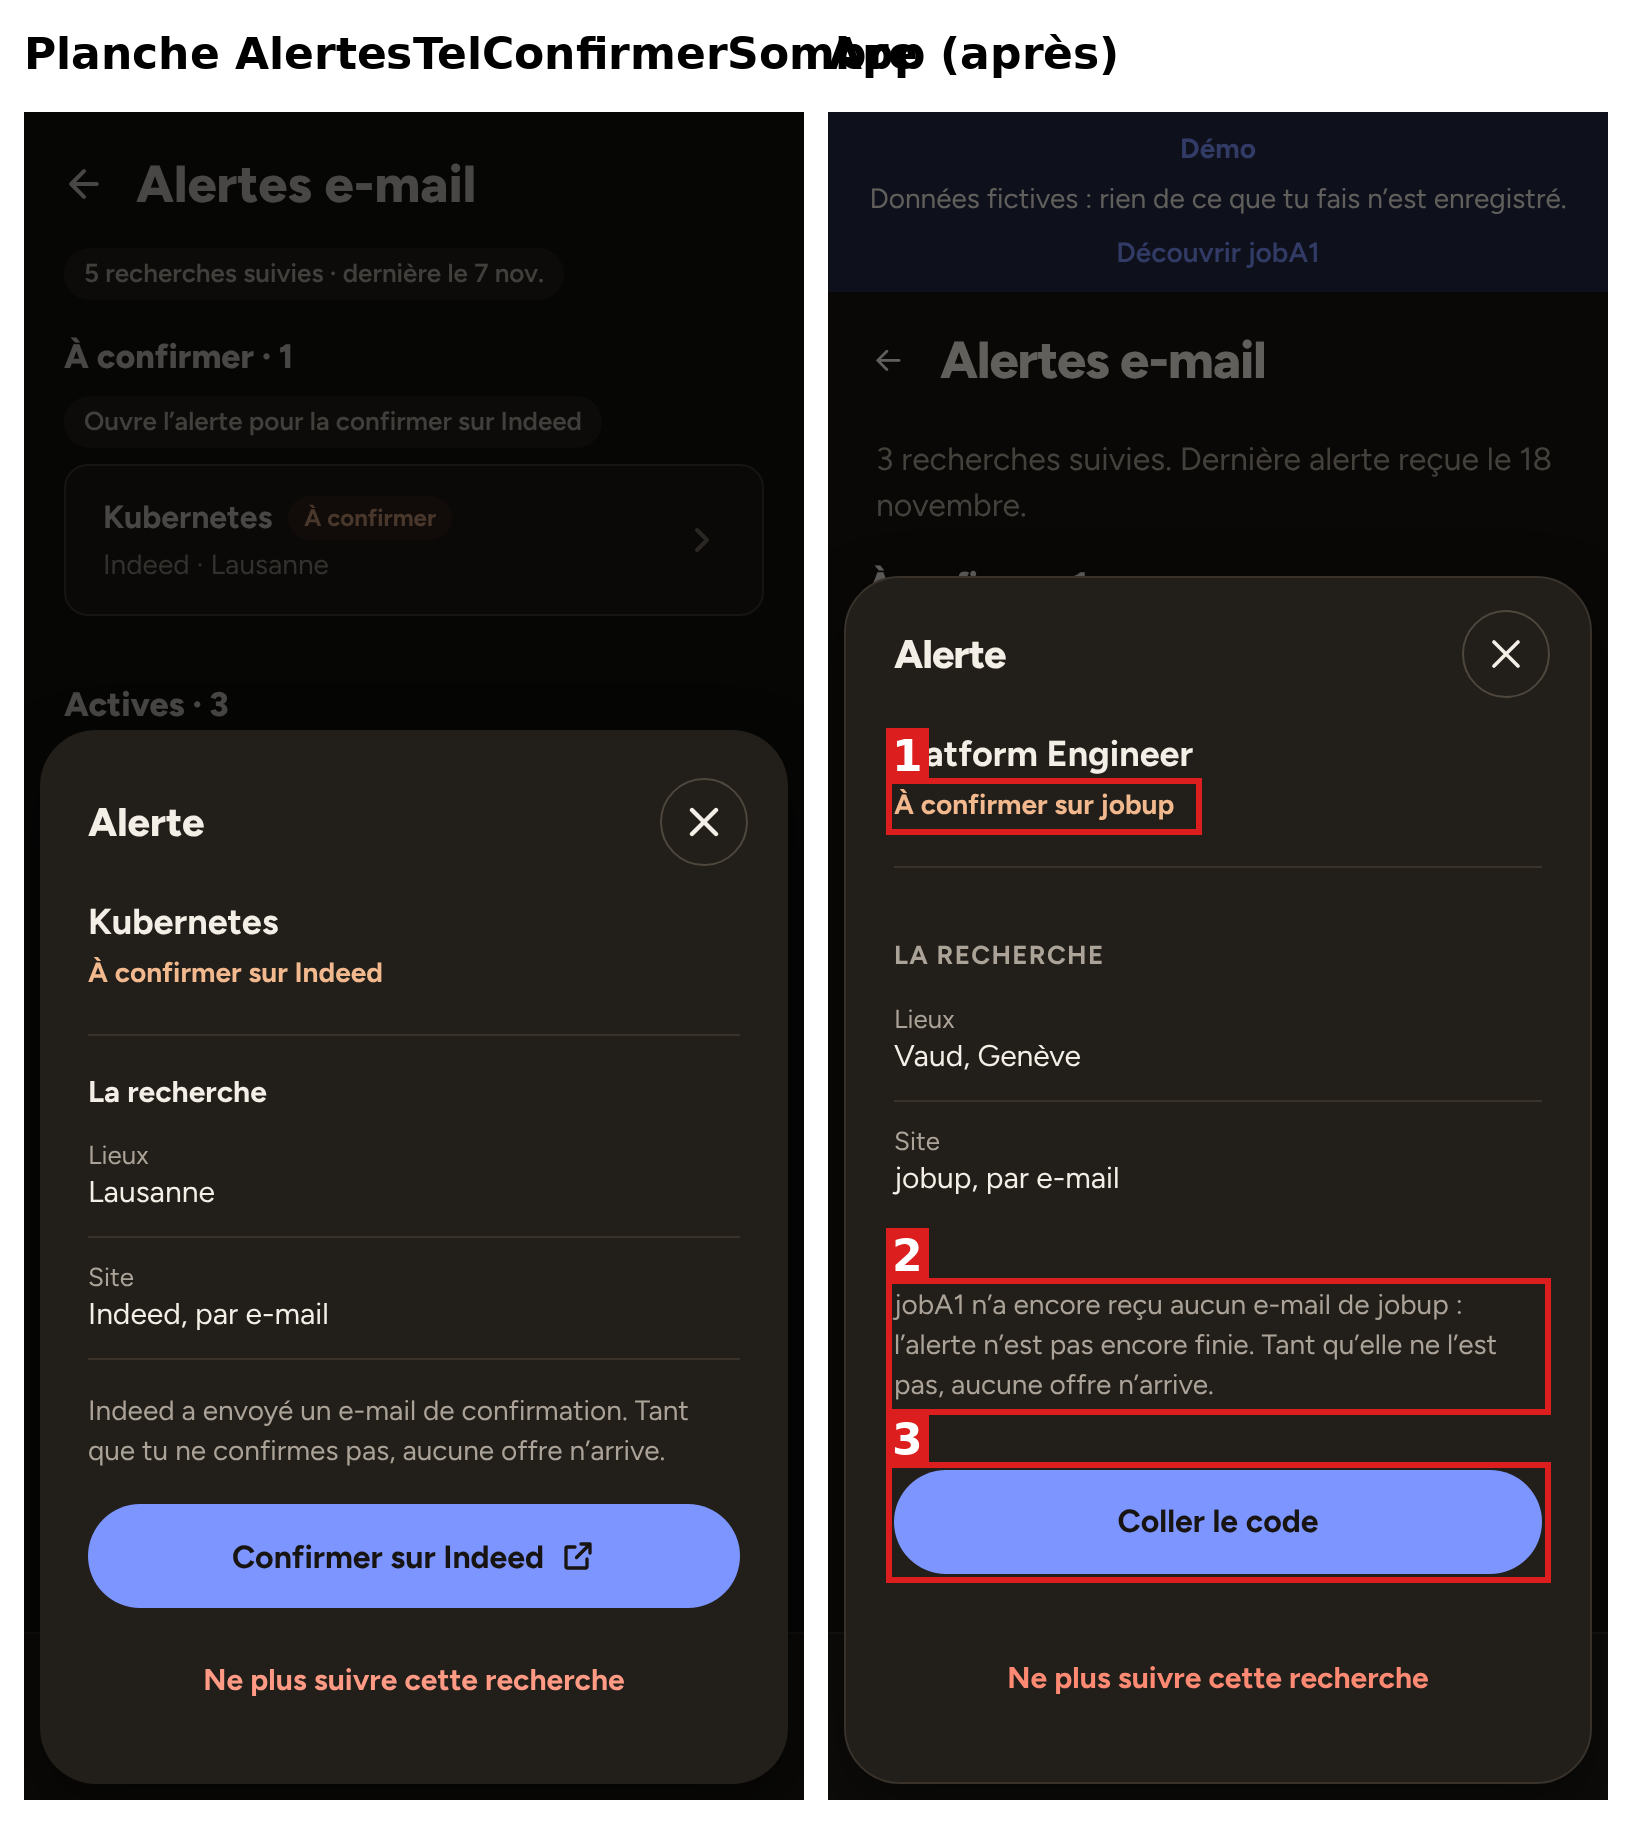 Planche AlertesTelConfirmerSombre
App (après)
Alertes e-mail
5 recherches suivies · dernière le 7 nov.
À confirmer · 1
Ouvre l’alerte pour la confirmer sur Indeed
Kubernetes
À confirmer
Indeed · Lausanne
Actives · 3
Alerte
Kubernetes
À confirmer sur Indeed
La recherche
Lieux
Lausanne
Site
Indeed, par e-mail
Indeed a envoyé un e-mail de confirmation. Tant
que tu ne confirmes pas, aucune offre n’arrive.
Confirmer sur Indeed
Ne plus suivre cette recherche
Démo
Données fictives : rien de ce que tu fais n’est enregistré.
Découvrir jobA1
Alertes e-mail
3 recherches suivies. Dernière alerte reçue le 18
novembre.
Alerte
1
atform Engineer
À confirmer sur jobup
LA RECHERCHE
Lieux
Vaud, Genève
Site
jobup, par e-mail
2
jobA1 n’a encore reçu aucun e-mail de jobup :
l’alerte n’est pas encore finie. Tant qu’elle ne l’est
pas, aucune offre n’arrive.
3
Coller le code
Ne plus suivre cette recherche